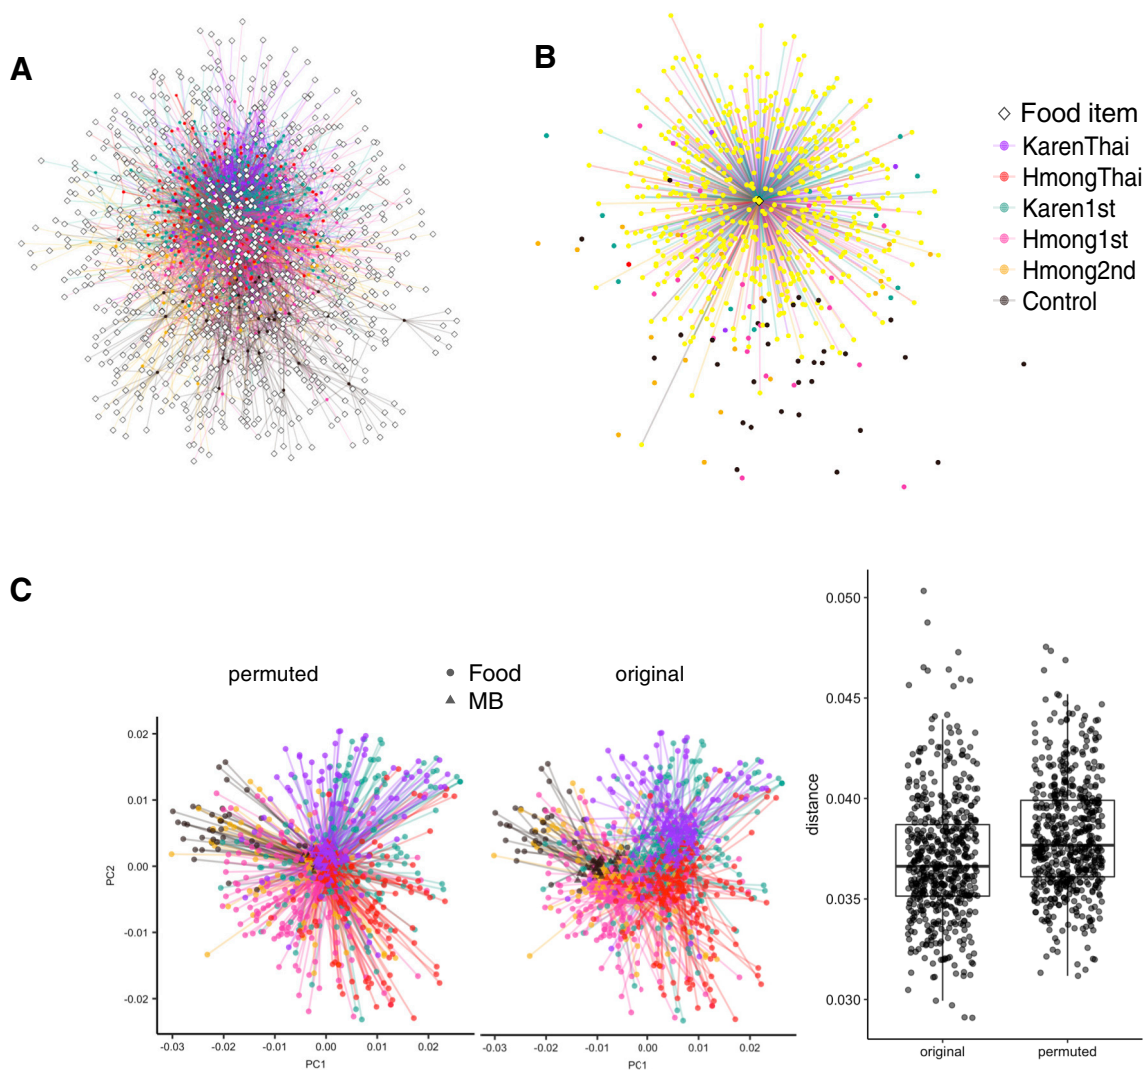 A
B
Food item
KarenThai
HmongThai
Karen1st
Hmong1st
Hmong2nd
Control
C
permuted
Food
MB
original
0.02
0.01
0.00
-0.01
-0.02
PC2
-0.03
-0.02
-0.01
0.00
0.01
0.02
PC1
-0.03
-0.02
-0.01
0.00
0.01
0.02
PC1
0.050
0.045
0.040
0.035
0.030
distance
original
permuted